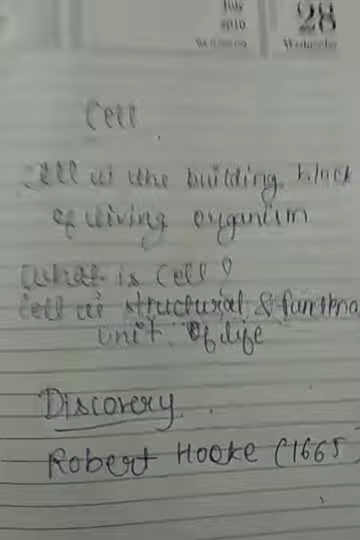 July
2010
28
Wednesday
Cell
Cell is the building block
of living organism
What is Cell?
Cell is structural & functiona
unit of life
Discovery
Robert Hooke (1665